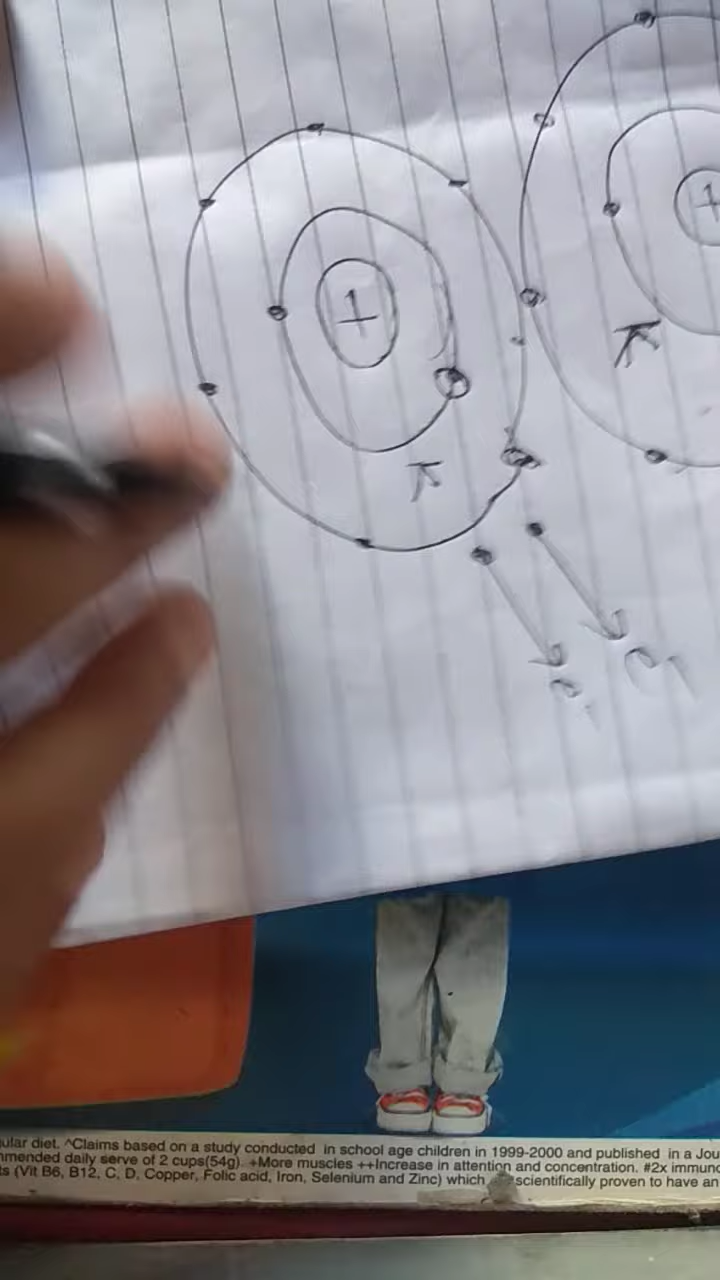 +
+
K
K
e-
e-
ular diet. ^Claims based on a study conducted in school age children in 1999-2000 and published in a Jou
mmended daily serve of 2 cups(54g). +More muscles ++Increase in attention and concentration. #2x immun
ts (Vit B6, B12, C, D, Copper, Folic acid, Iron, Selenium and Zinc) which scientifically proven to have an